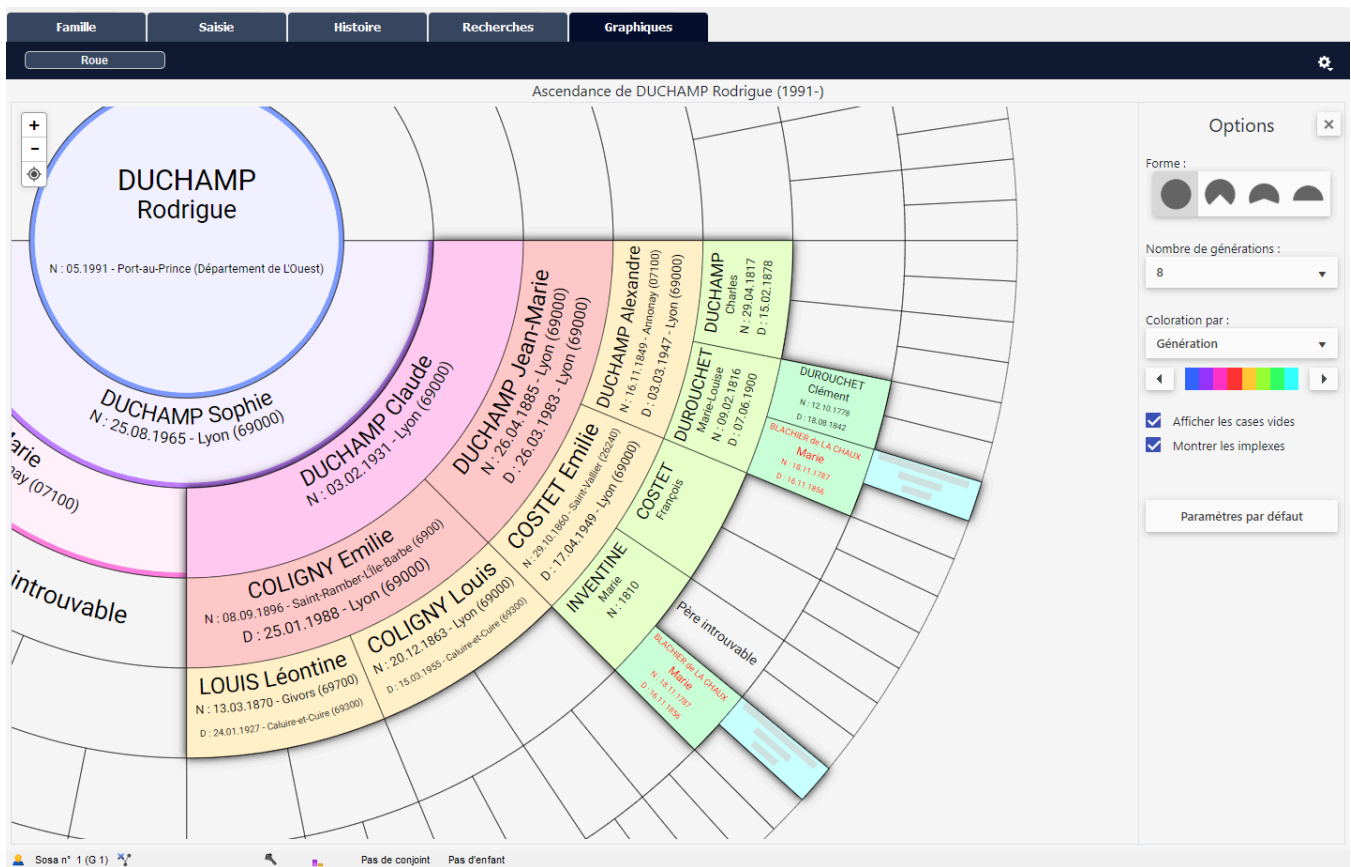 Famille
Saisie
Histoire
Recherches
Graphiques
Roue
Ascendance de DUCHAMP Rodrigue (1991-)
+
-
DUCHAMP
Rodrigue
N : 05.1991 - Port-au-Prince (Département de L'Ouest)
DUCHAMP Sophie
N : 25.08.1965 - Lyon (69000)
DUCHAMP Claude
N : 03.02.1931 - Lyon (69000)
DUCHAMP Jean-Marie
N : 26.04.1885 - Lyon (69000)
D : 26.03.1983 - Lyon (69000)
DUCHAMP Alexandre
N : 16.11.1849 - Annonay (07100)
D : 03.03.1947 - Lyon (69000)
DUCHAMP
Charles
N : 29.04.1817
D : 15.02.1878
DUROUCHET
Marie-Louise
N : 09.02.1816
D : 07.06.1900
DUROUCHET
Clément
N : 12.10.1778
D : 18.08.1842
BLACHIER de LA CHAUX
Marie
N : 18.11.1787
D : 16.11.1856
COSTET Emilie
N : 29.10.1860 - Saint-Vallier (26240)
D : 17.04.1949 - Lyon (69000)
COSTET
François
INVENTINE
Marie
N : 1810
Père introuvable
BLACHIER de LA CHAUX
Marie
N : 18.11.1787
D : 16.11.1856
COLIGNY Emilie
N : 08.09.1896 - Saint-Ramber-L'Île-Barbe (6900)
D : 25.01.1988 - Lyon (69000)
COLIGNY Louis
N : 20.12.1863 - Lyon (69000)
D : 15.03.1955 - Caluire-et-Cuire (69300)
LOUIS Léontine
N : 13.03.1870 - Givors (69700)
D : 24.01.1927 - Caluire-et-Cuire (69300)
nay (07100)
introuvable
Options
×
Forme :
Nombre de générations :
8
Coloration par :
Génération
Afficher les cases vides
Montrer les implexes
Paramètres par défaut
Sosa n° 1 (G 1)
Pas de conjoint
Pas d'enfant